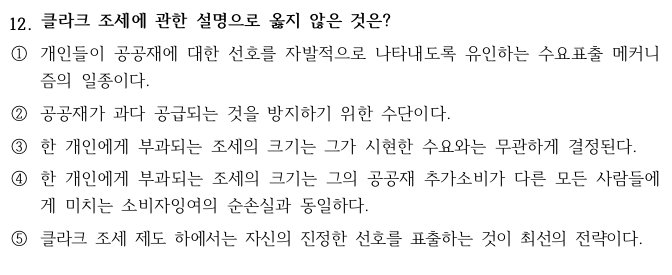 12. 클라크 조세에 관한 설명으로 옳지 않은 것은?
① 개인들이 공공재에 대한 선호를 자발적으로 나타내도록 유인하는 수요표출 메커니
즘의 일종이다.
② 공공재가 과다 공급되는 것을 방지하기 위한 수단이다.
③ 한 개인에게 부과되는 조세의 크기는 그가 시현한 수요와는 무관하게 결정된다.
④ 한 개인에게 부과되는 조세의 크기는 그의 공공재 추가소비가 다른 모든 사람들에
게 미치는 소비자잉여의 순손실과 동일하다.
⑤ 클라크 조세 제도 하에서는 자신의 진정한 선호를 표출하는 것이 최선의 전략이다.